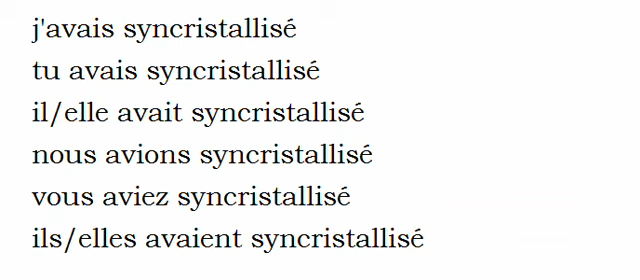 j'avais syncristallisé
tu avais syncristallisé
il/elle avait syncristallisé
nous avions syncristallisé
vous aviez syncristallisé
ils/elles avaient syncristallisé